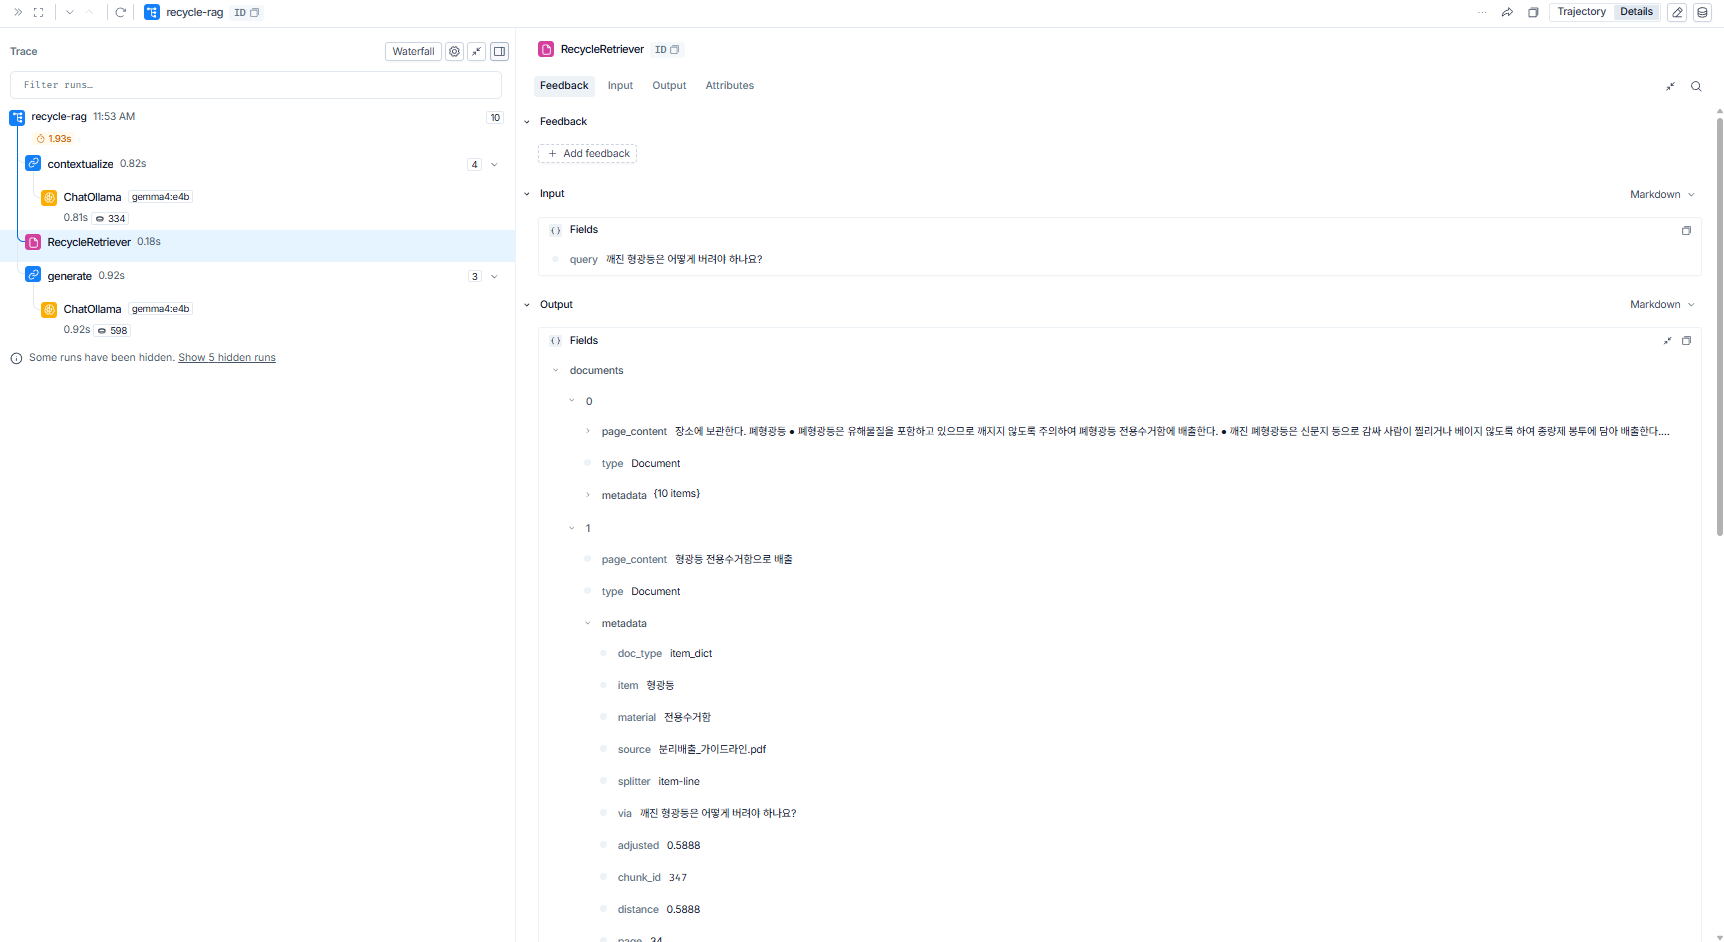 recycle-rag ID
Trajectory Details
Trace
Waterfall
Filter runs…
recycle-rag 11:53 AM 10
1.93s
contextualize 0.82s 4
ChatOllama gemma4:e4b
0.81s 334
RecycleRetriever 0.18s
generate 0.92s 3
ChatOllama gemma4:e4b
0.92s 598
Some runs have been hidden. Show 5 hidden runs
RecycleRetriever ID
Feedback Input Output Attributes
Feedback
+ Add feedback
Input Markdown
{} Fields
query 깨진 형광등은 어떻게 버려야 하나요?
Output Markdown
{} Fields
documents
0
page_content 장소에 보관한다. 폐형광등 ● 폐형광등은 유해물질을 포함하고 있으므로 깨지지 않도록 주의하여 폐형광등 전용수거함에 배출한다. ● 깨진 폐형광등은 신문지 등으로 감싸 사람이 찔리거나 베이지 않도록 하여 종량제 봉투에 담아 배출한다....
type Document
metadata {10 items}
1
page_content 형광등 전용수거함으로 배출
type Document
metadata
doc_type item_dict
item 형광등
material 전용수거함
source 분리배출_가이드라인.pdf
splitter item-line
via 깨진 형광등은 어떻게 버려야 하나요?
adjusted 0.5888
chunk_id 347
distance 0.5888
page 34